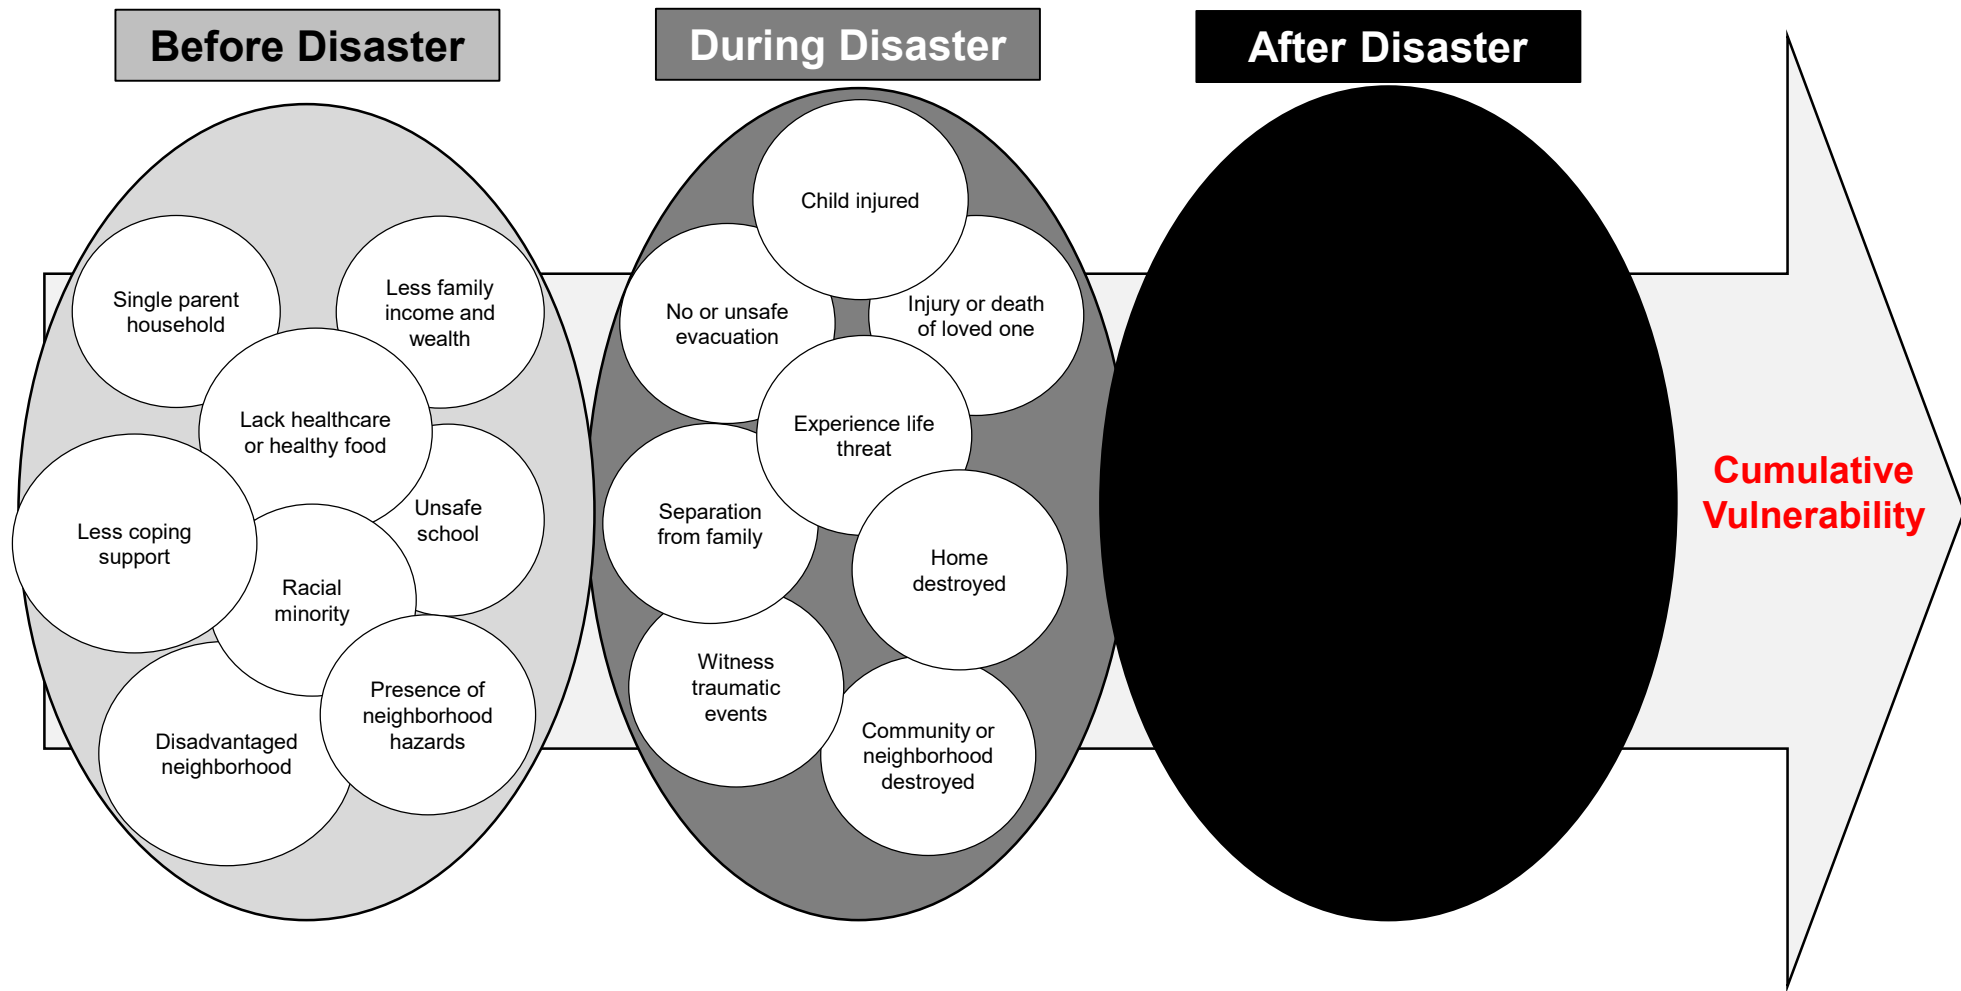 Before Disaster
During Disaster
After Disaster
Single parent
household
Less family
income and
wealth
Lack healthcare
or healthy food
Less coping
support
Unsafe
school
Racial
minority
Disadvantaged
neighborhood
Presence of
neighborhood
hazards
Child injured
No or unsafe
evacuation
Injury or death
of loved one
Experience life
threat
Separation
from family
Home
destroyed
Witness
traumatic
events
Community or
neighborhood
destroyed
Cumulative
Vulnerability